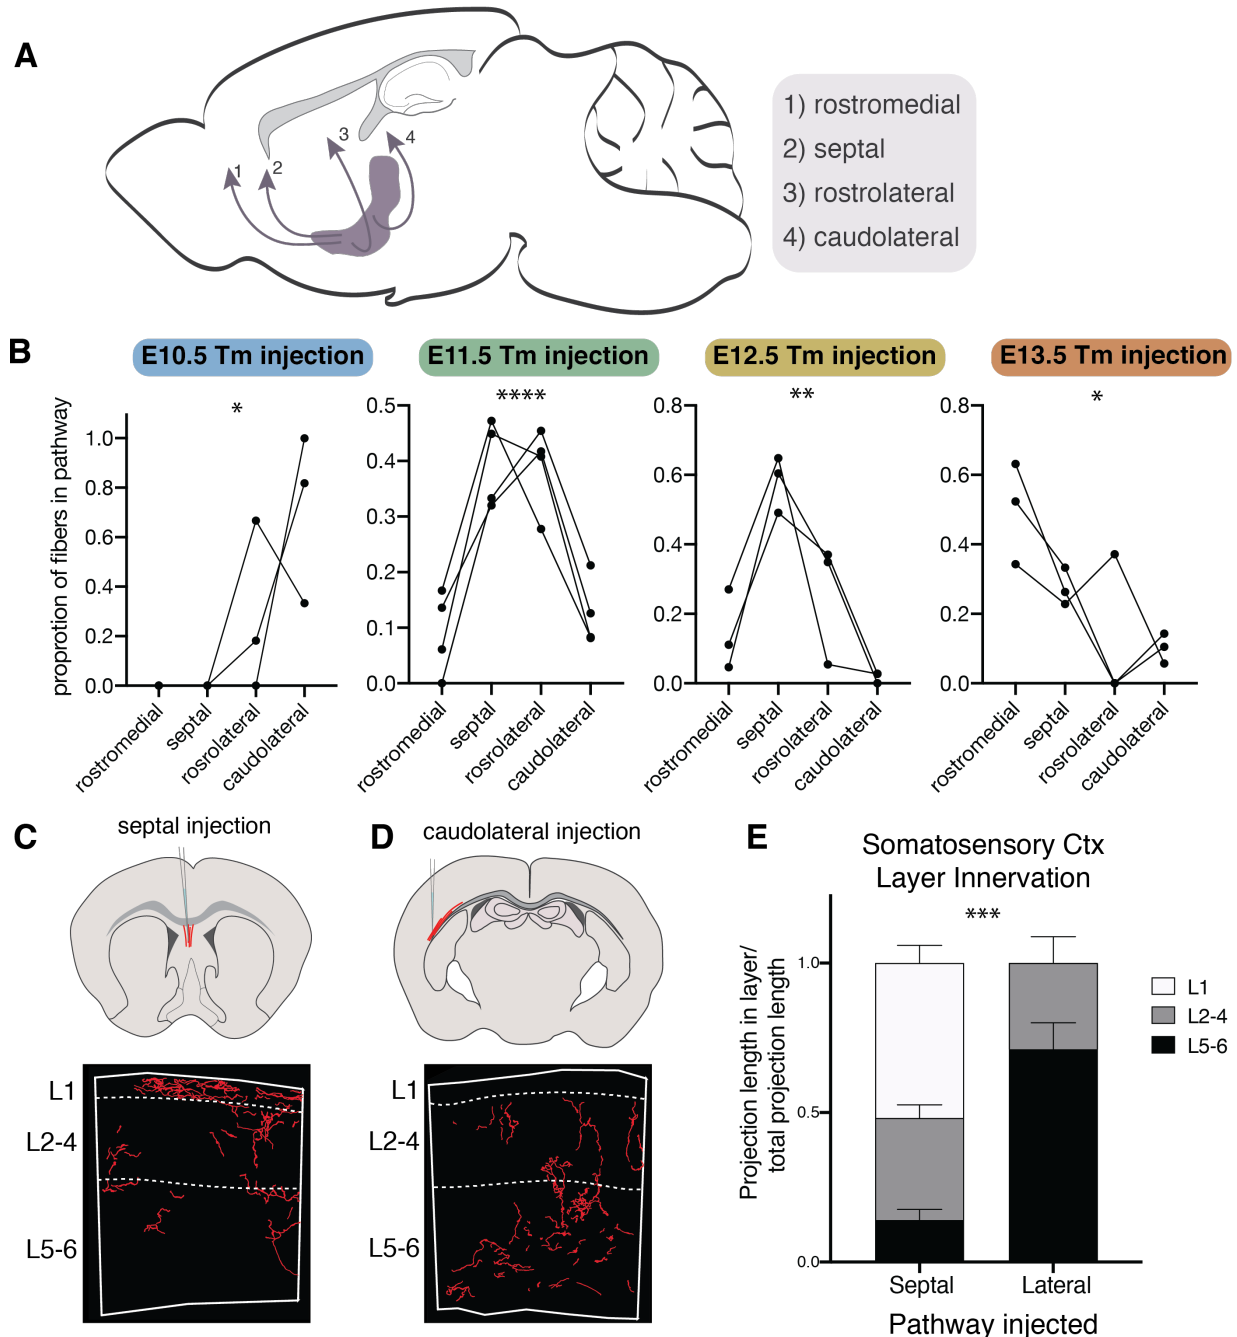 A
1
2
3
4
1) rostromedial
2) septal
3) rostrolateral
4) caudolateral
B
E10.5 Tm injection
E11.5 Tm injection
E12.5 Tm injection
E13.5 Tm injection
*
****
**
*
proprotion of fibers in pathway
1.0
0.8
0.6
0.4
0.2
0.0
rostromedial
septal
rosrolateral
caudolateral
0.5
0.4
0.3
0.2
0.1
0.0
rostromedial
septal
rosrolateral
caudolateral
0.8
0.6
0.4
0.2
0.0
rostromedial
septal
rosrolateral
caudolateral
0.8
0.6
0.4
0.2
0.0
rostromedial
septal
rosrolateral
caudolateral
C
septal injection
L1
L2-4
L5-6
D
caudolateral injection
L1
L2-4
L5-6
E
Somatosensory Ctx
Layer Innervation
***
Projection length in layer/
total projection length
1.0
0.5
0.0
Septal
Lateral
Pathway injected
L1
L2-4
L5-6